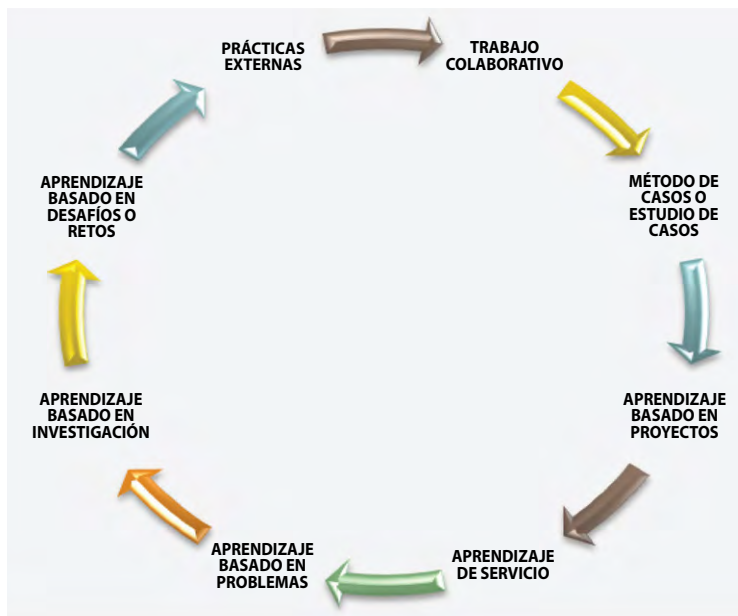 PRÁCTICAS
EXTERNAS
TRABAJO
COLABORATIVO
MÉTODO DE
CASOS O
ESTUDIO DE
CASOS
APRENDIZAJE
BASADO EN
PROYECTOS
APRENDIZAJE
DE SERVICIO
APRENDIZAJE
BASADO EN
PROBLEMAS
APRENDIZAJE
BASADO EN
INVESTIGACIÓN
APRENDIZAJE
BASADO EN
DESAFÍOS O
RETOS